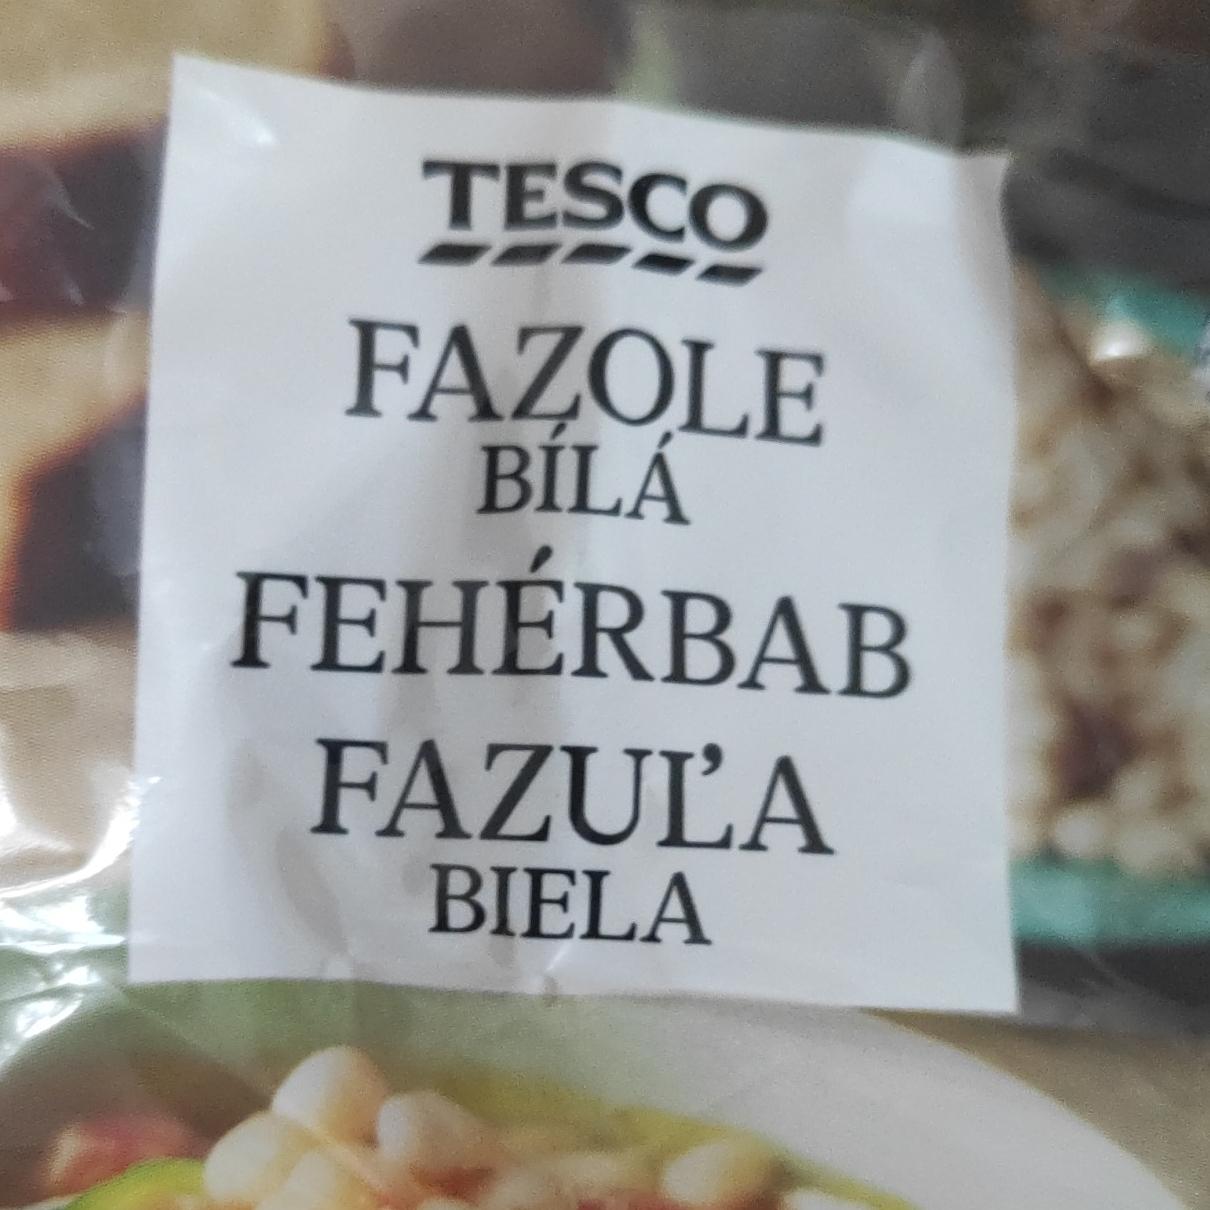 TESCO
FAZOLE
BÍLÁ
FEHÉRBAB
FAZUĽA
BIELA